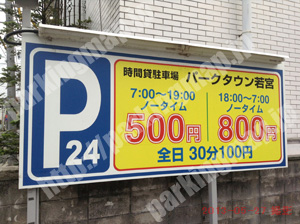 時間貸駐車場 パークタウン若宮
7:00〜19:00
ノータイム
500円
18:00〜7:00
ノータイム
800円
全日 30分100円
P24